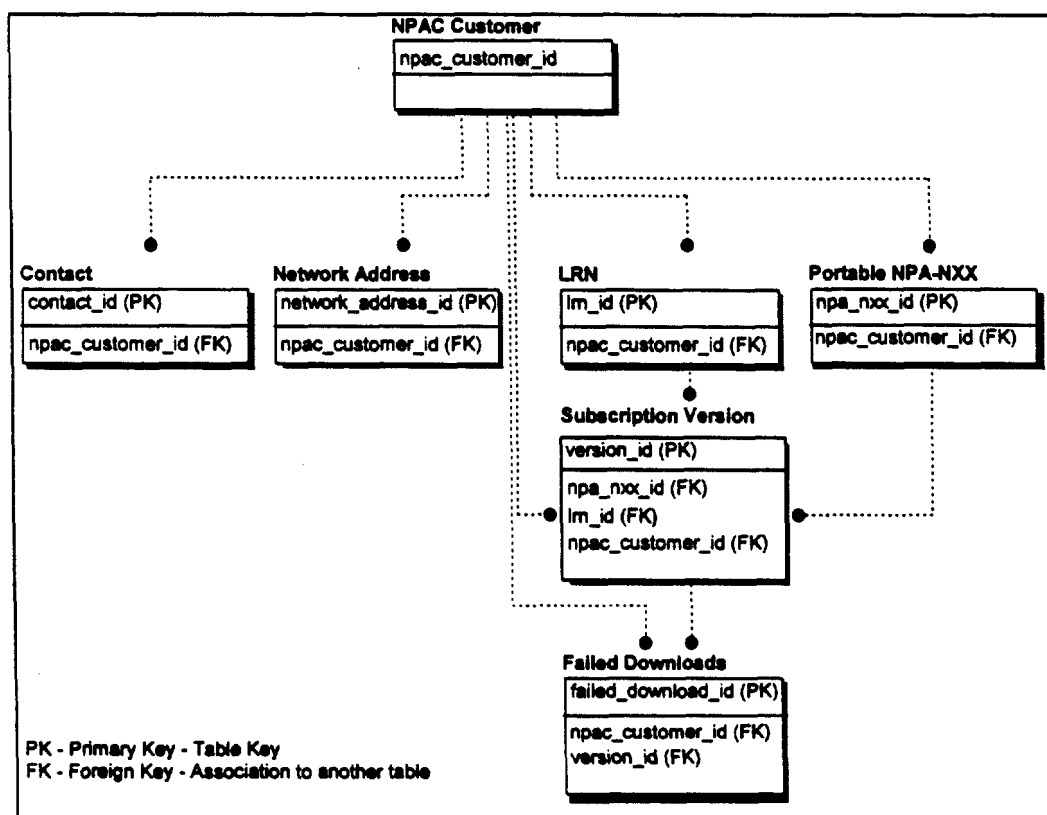 NPAC Customer
npac_customer_id
Contact
contact_id (PK)
npac_customer_id (FK)
Network Address
network_address_id (PK)
npac_customer_id (FK)
LRN
lrn_id (PK)
npac_customer_id (FK)
Portable NPA-NXX
npa_nxx_id (PK)
npac_customer_id (FK)
Subscription Version
version_id (PK)
npa_nxx_id (FK)
lrn_id (FK)
npac_customer_id (FK)
Failed Downloads
failed_download_id (PK)
npac_customer_id (FK)
version_id (FK)
PK - Primary Key - Table Key
FK - Foreign Key - Association to another table